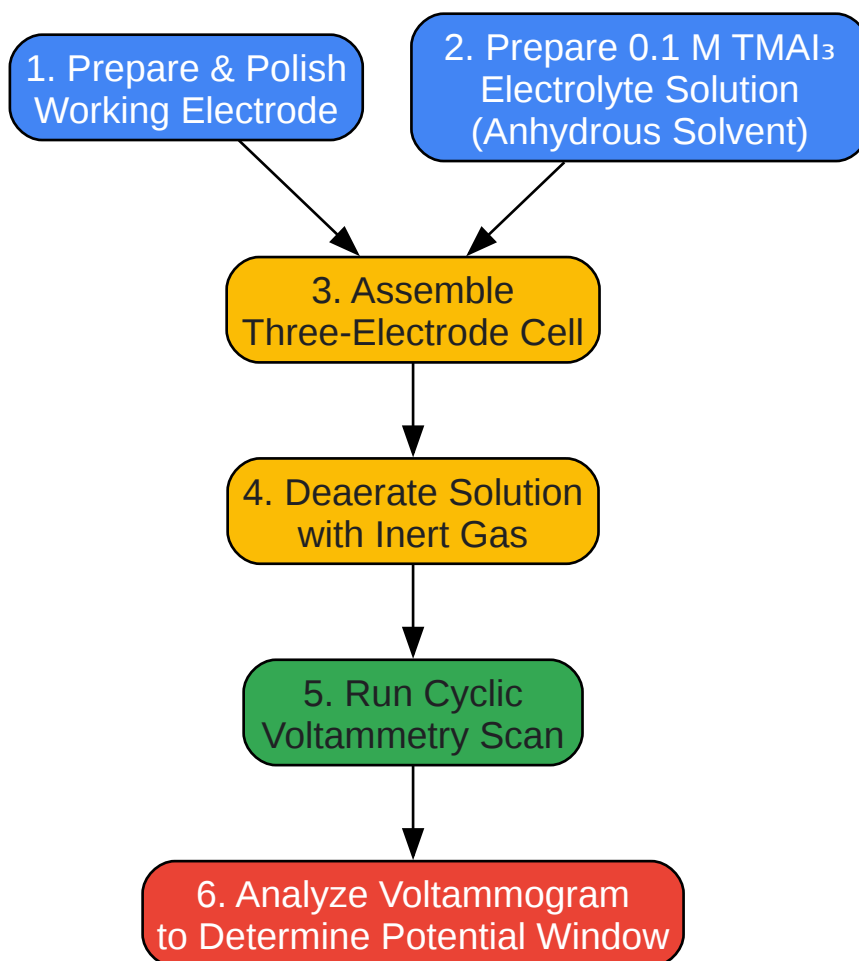 1. Prepare & Polish
Working Electrode
2. Prepare 0.1 M TMAI₃
Electrolyte Solution
(Anhydrous Solvent)
3. Assemble
Three-Electrode Cell
4. Deaerate Solution
with Inert Gas
5. Run Cyclic
Voltammetry Scan
6. Analyze Voltammogram
to Determine Potential Window